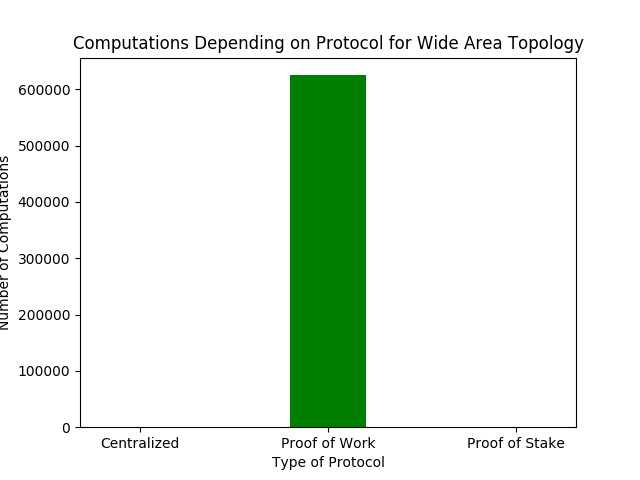 Computations Depending on Protocol for Wide Area Topology
Number of Computations
600000
500000
400000
300000
200000
100000
0
Centralized
Proof of Work
Proof of Stake
Type of Protocol